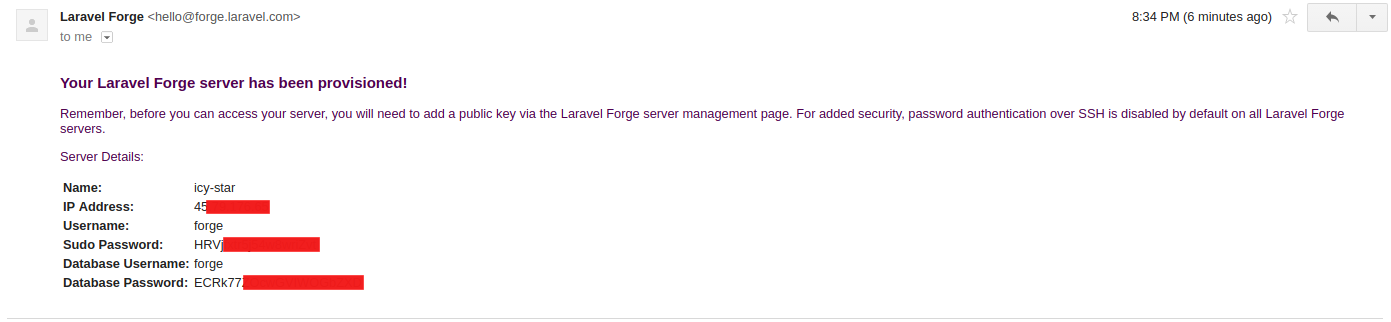 Laravel Forge <hello@forge.laravel.com> 8:34 PM (6 minutes ago)
to me
Your Laravel Forge server has been provisioned!
Remember, before you can access your server, you will need to add a public key via the Laravel Forge server management page. For added security, password authentication over SSH is disabled by default on all Laravel Forge
servers.
Server Details:
Name: icy-star
IP Address: 45
Username: forge
Sudo Password: HRVj
Database Username: forge
Database Password: ECRk77